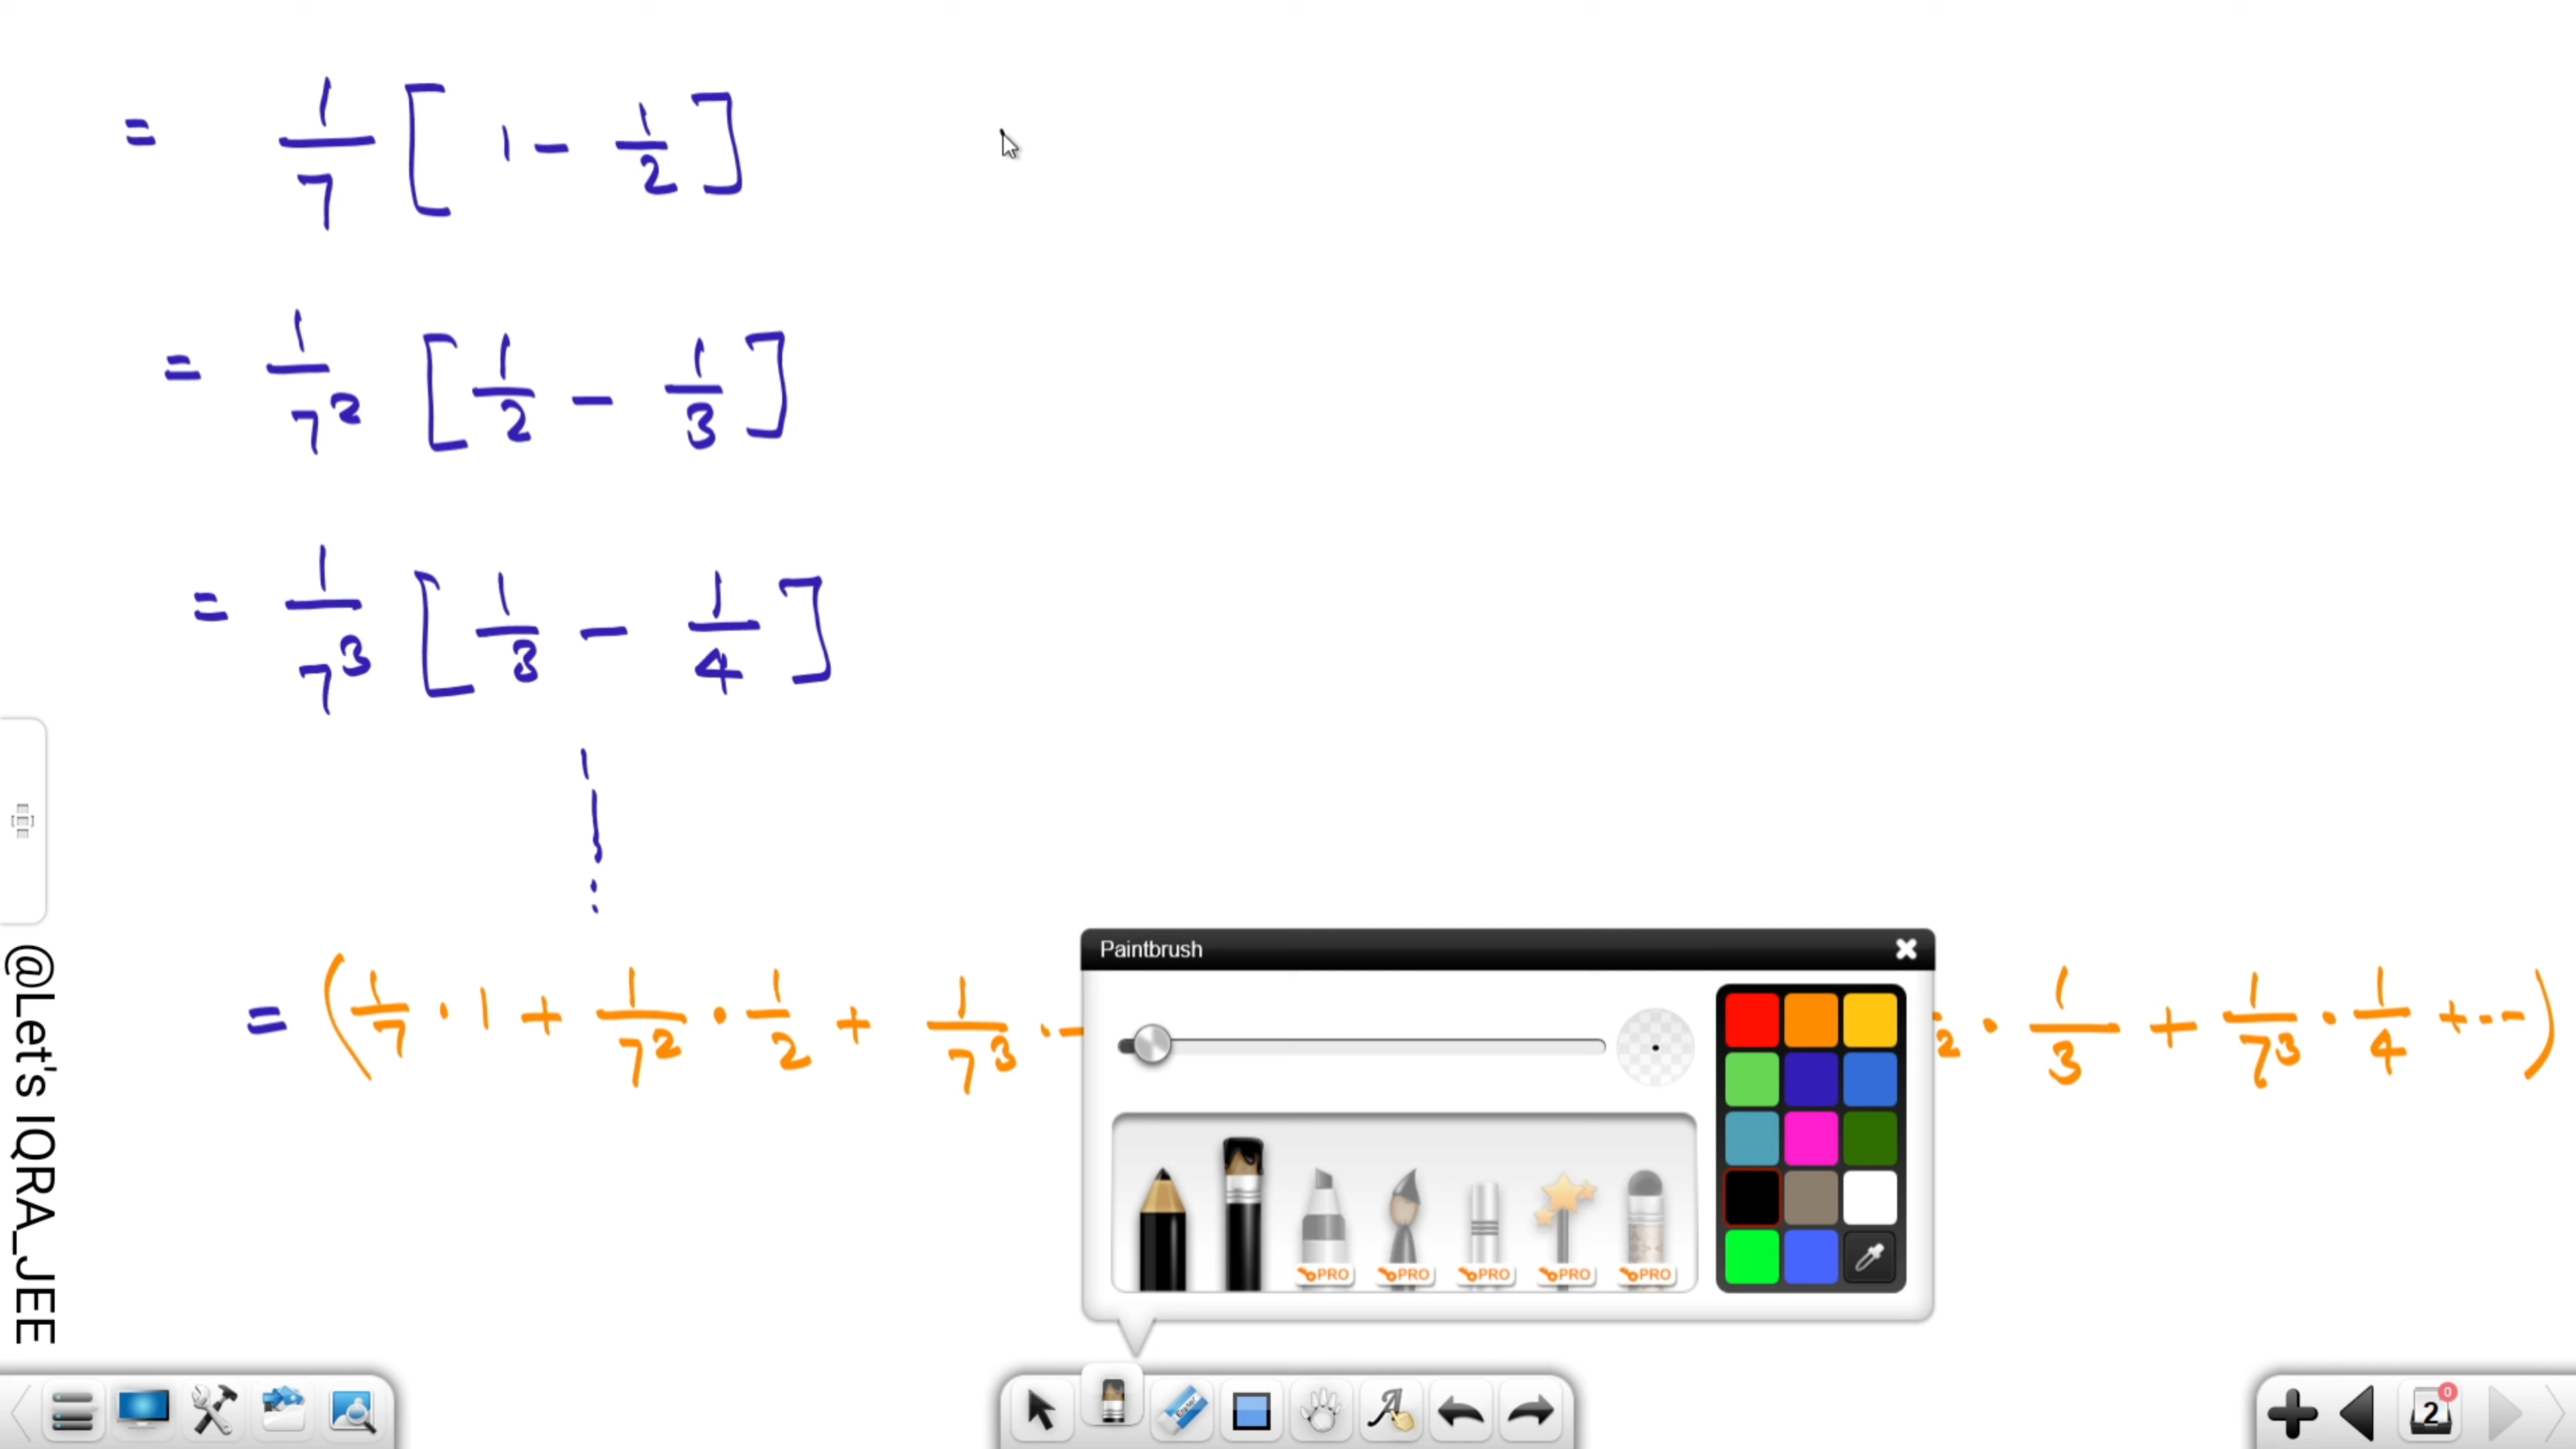 = 1/7 [ 1 - 1/2 ]
= 1/7² [ 1/2 - 1/3 ]
= 1/7³ [ 1/3 - 1/4 ]
= ( 1/7 · 1 + 1/7² · 1/2 + 1/7³ · 2 · 1/3 + 1/7³ · 1/4 + ... )
@Let's IQRA_JEE
Paintbrush
PRO PRO PRO PRO PRO
Eraser
A
2
0